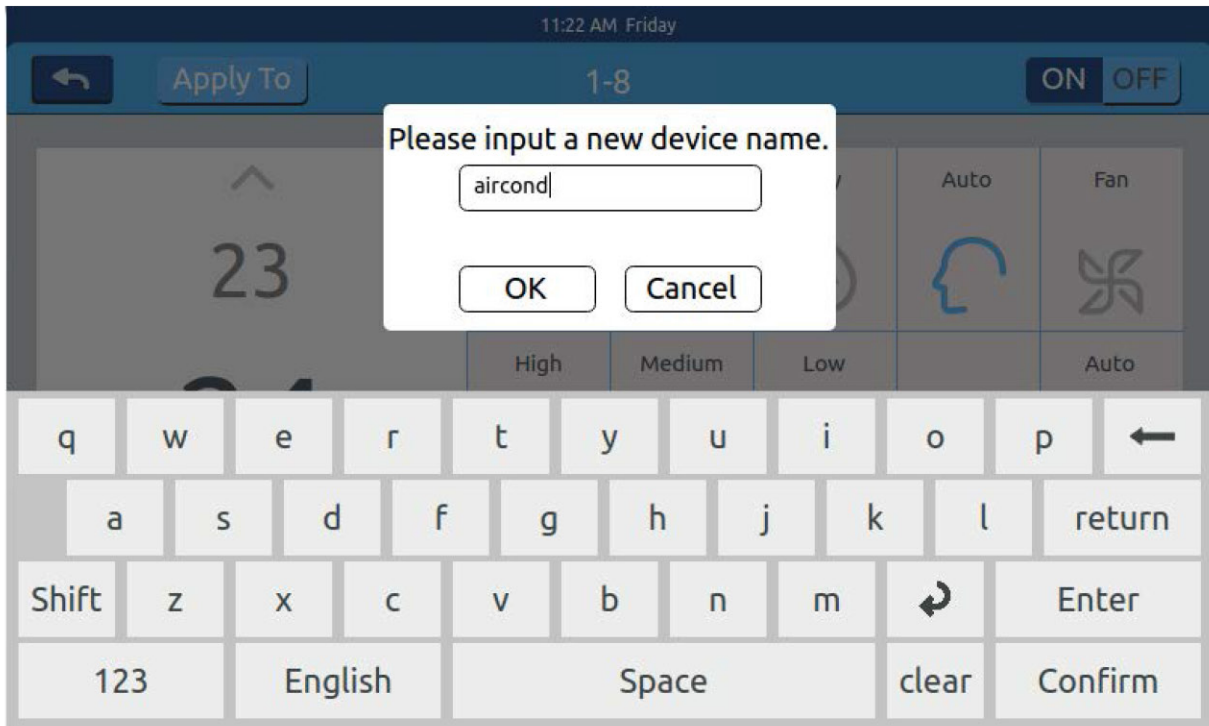 11:22 AM Friday
Apply To 1-8 ON OFF
Please input a new device name.
aircond
Auto Fan
23
OK Cancel
High Medium Low Auto
q w e r t y u i o p
a s d f g h j k l return
Shift z x c v b n m Enter
123 English Space clear Confirm